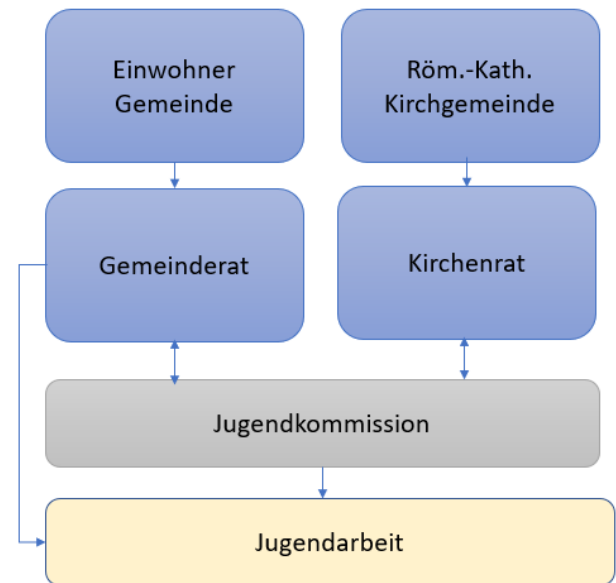 Einwohner
Gemeinde
Röm.-Kath.
Kirchgemeinde
Gemeinderat
Kirchenrat
Jugendkommission
Jugendarbeit